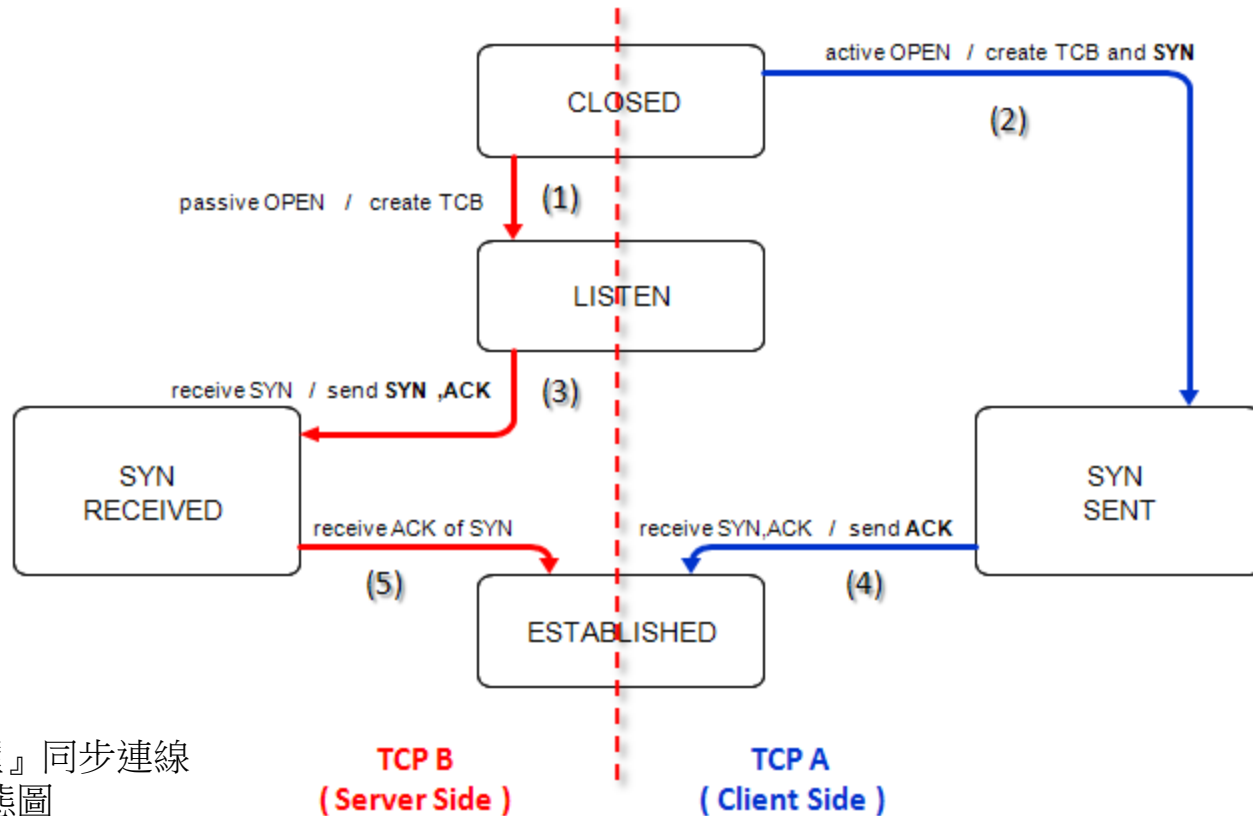 active OPEN / create TCB and SYN
CLOSED
(2)
passive OPEN / create TCB
(1)
LISTEN
receive SYN / send SYN ,ACK
(3)
SYN
RECEIVED
SYN
SENT
receive ACK of SYN
receive SYN,ACK / send ACK
(5)
(4)
ESTABLISHED
』同步連線
態圖
TCP B
( Server Side )
TCP A
( Client Side )